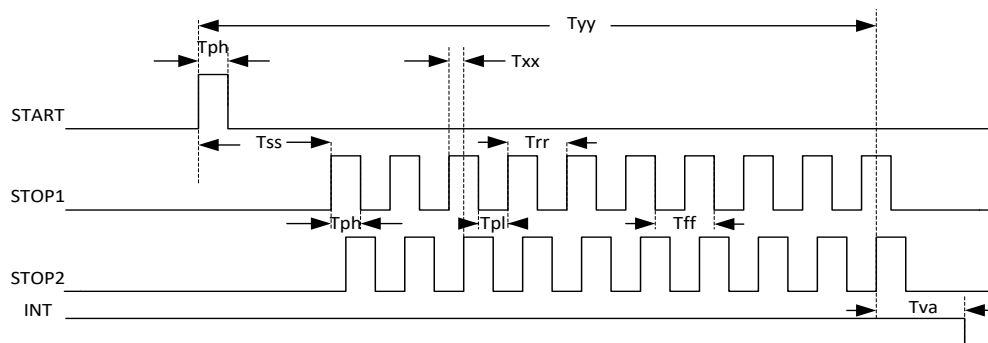 Tyy
Tph
Txx
START
Tss
Trr
STOP1
Tph
Tpl
Tff
STOP2
INT
Tva